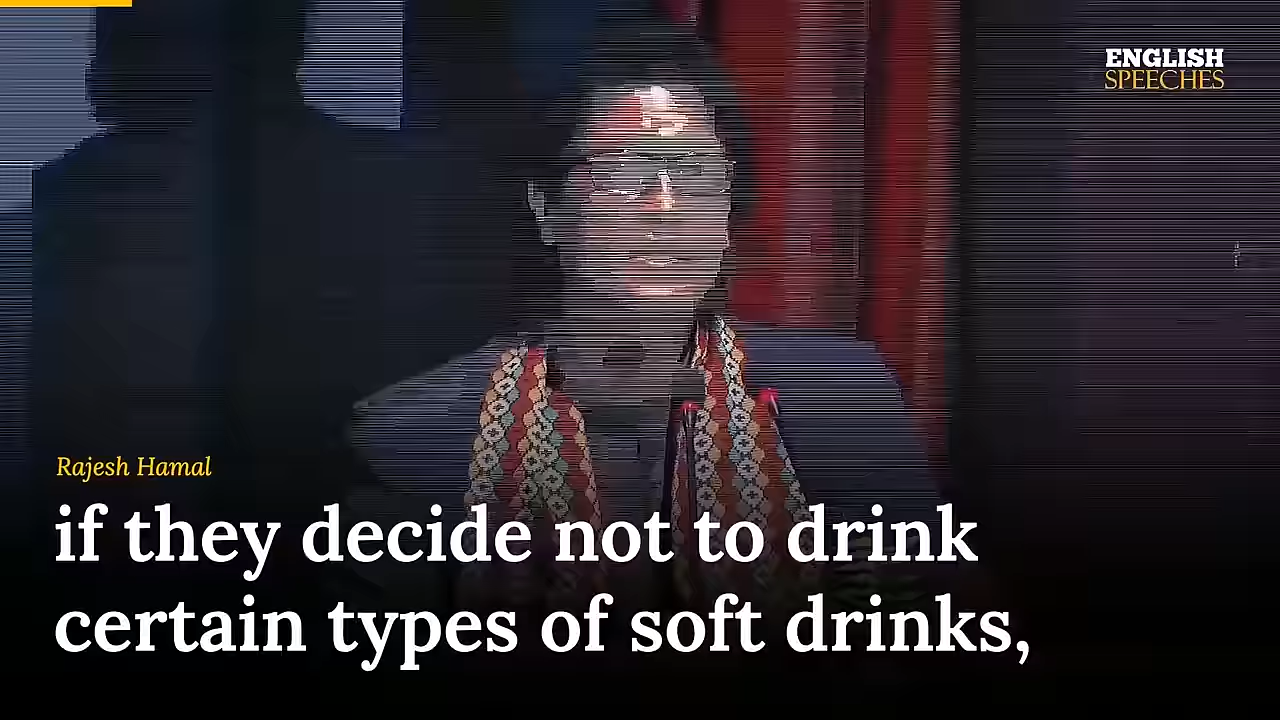 ENGLISH
SPEECHES
Rajesh Hamal
if they decide not to drink
certain types of soft drinks,